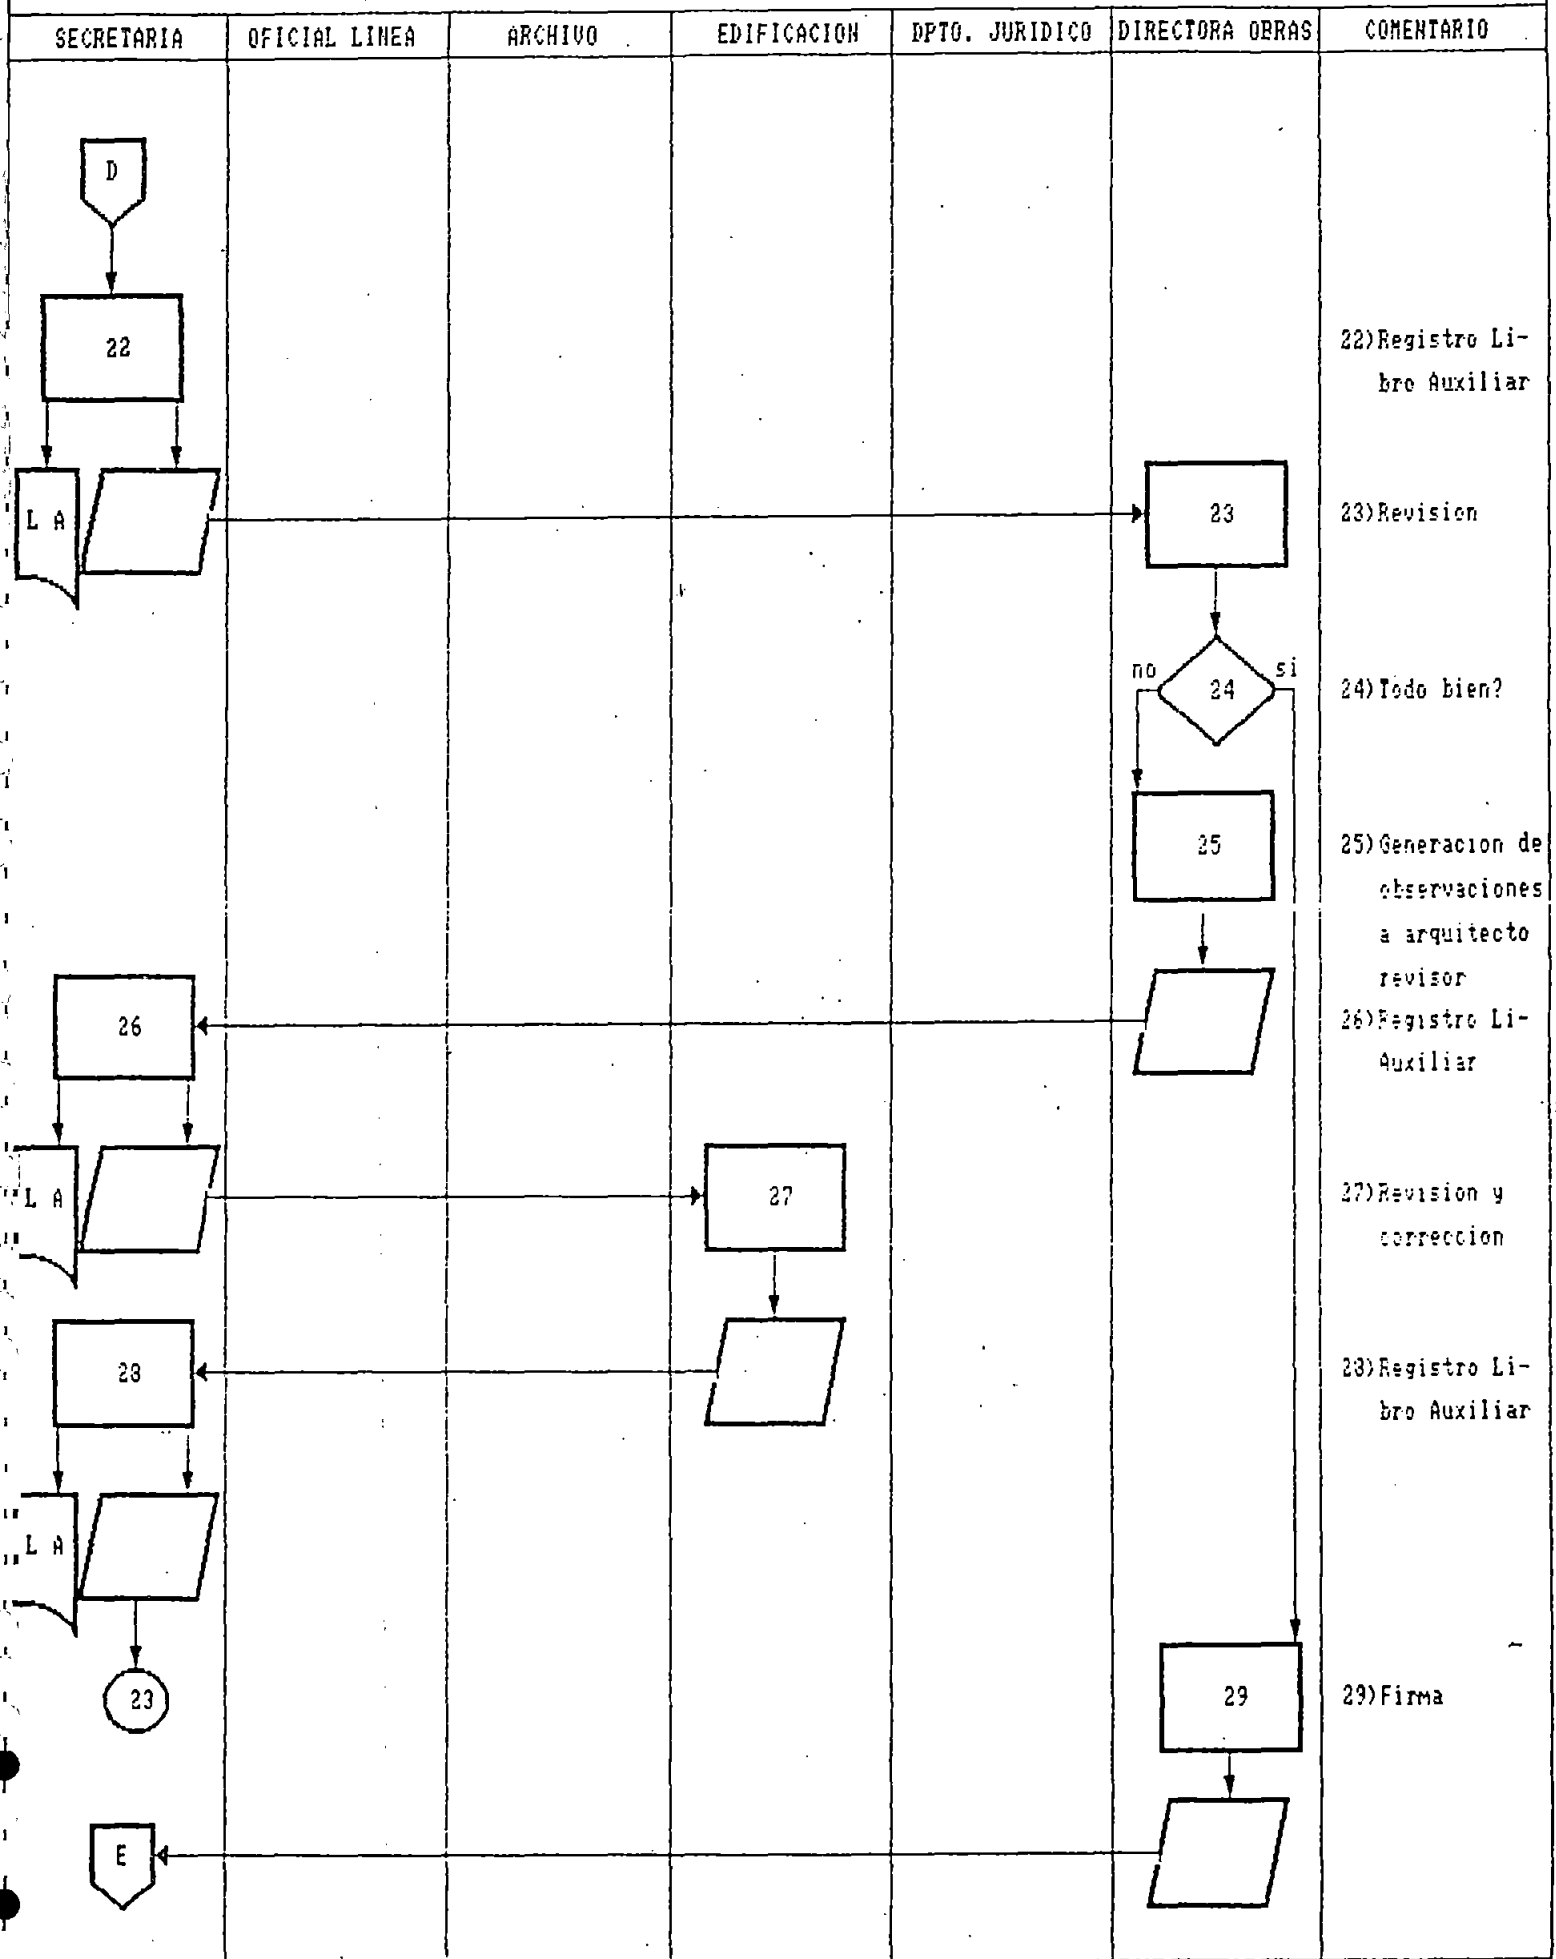 SECRETARIA OFICIAL LINEA ARCHIVO EDIFICACION DPTO. JURIDICO DIRECTORA OBRAS COMENTARIO
D
22
22)Registro Li-
bro Auxiliar
L A
23
23)Revision
no
si
24
24)Todo bien?
25
25)Generacion de
observaciones
a arquitecto
revisor
26
26)Registro Li-
Auxiliar
L A
27
27)Revision y
correccion
28
28)Registro Li-
bro Auxiliar
L A
23
29
29)Firma
E